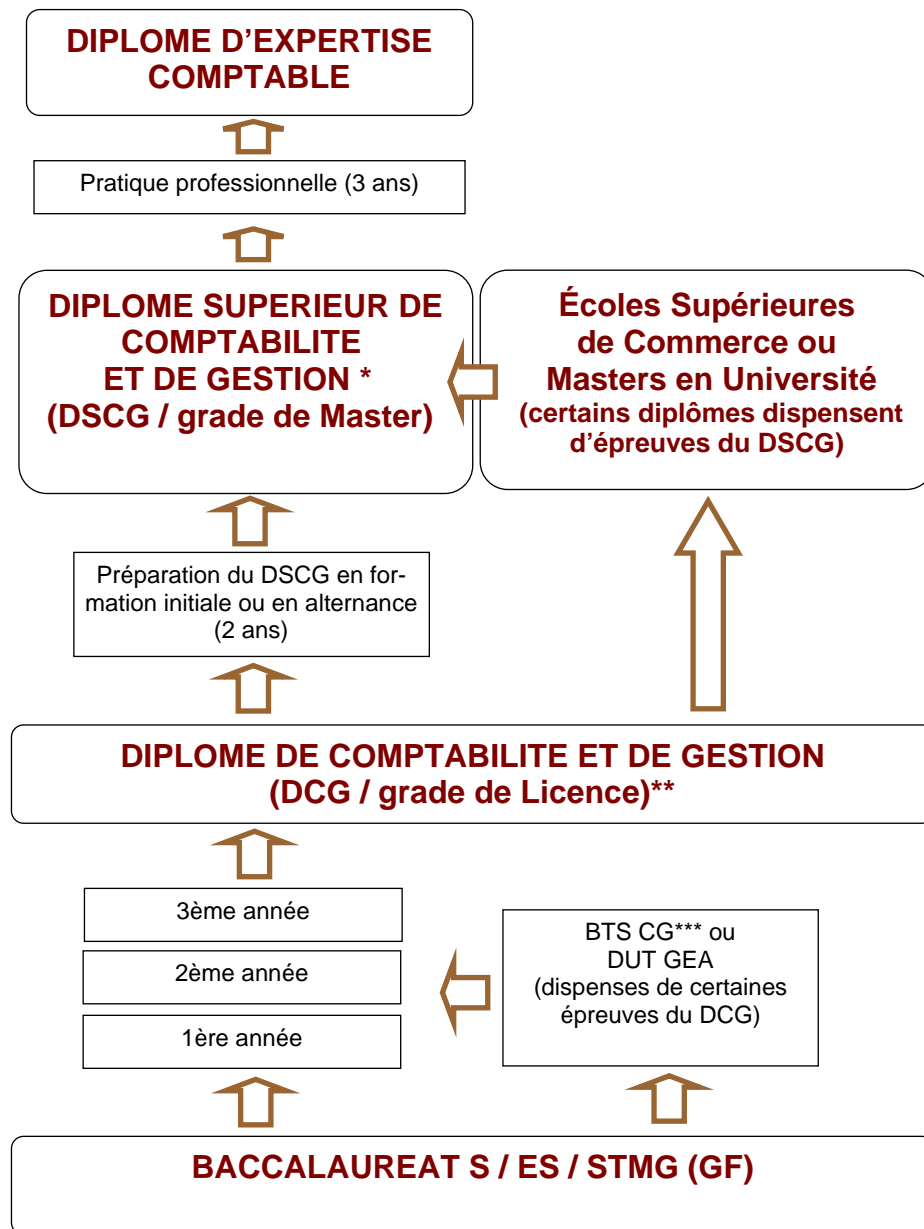 DIPLOME D’EXPERTISE
COMPTABLE
Pratique professionnelle (3 ans)
DIPLOME SUPERIEUR DE
COMPTABILITE
ET DE GESTION *
(DSCG / grade de Master)
Écoles Supérieures
de Commerce ou
Masters en Université
(certains diplômes dispensent
d’épreuves du DSCG)
Préparation du DSCG en for-
mation initiale ou en alternance
(2 ans)
DIPLOME DE COMPTABILITE ET DE GESTION
(DCG / grade de Licence)**
3ème année
2ème année
1ère année
BTS CG*** ou
DUT GEA
(dispenses de certaines
épreuves du DCG)
BACCALAUREAT S / ES / STMG (GF)